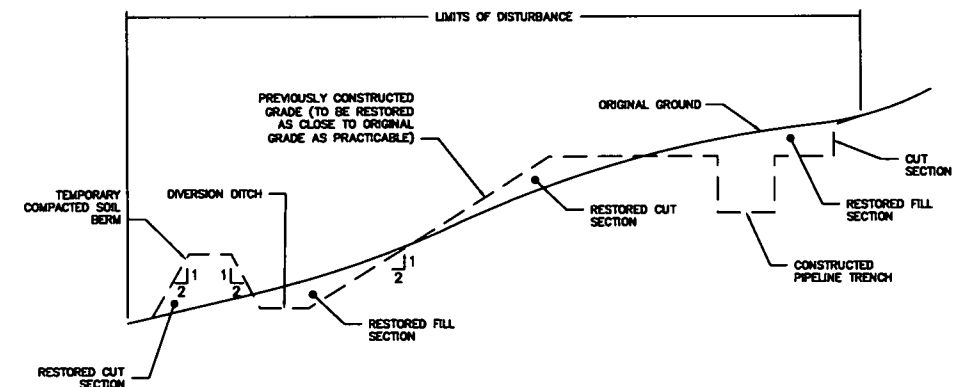 LIMITS OF DISTURBANCE
PREVIOUSLY CONSTRUCTED
GRADE (TO BE RESTORED
AS CLOSE TO ORIGINAL
GRADE AS PRACTICABLE)
ORIGINAL GROUND
CUT
SECTION
TEMPORARY
COMPACTED SOIL
BERM
DIVERSION DITCH
RESTORED CUT
SECTION
RESTORED FILL
SECTION
CONSTRUCTED
PIPELINE TRENCH
1
2
1
2
1
2
RESTORED FILL
SECTION
RESTORED CUT
SECTION